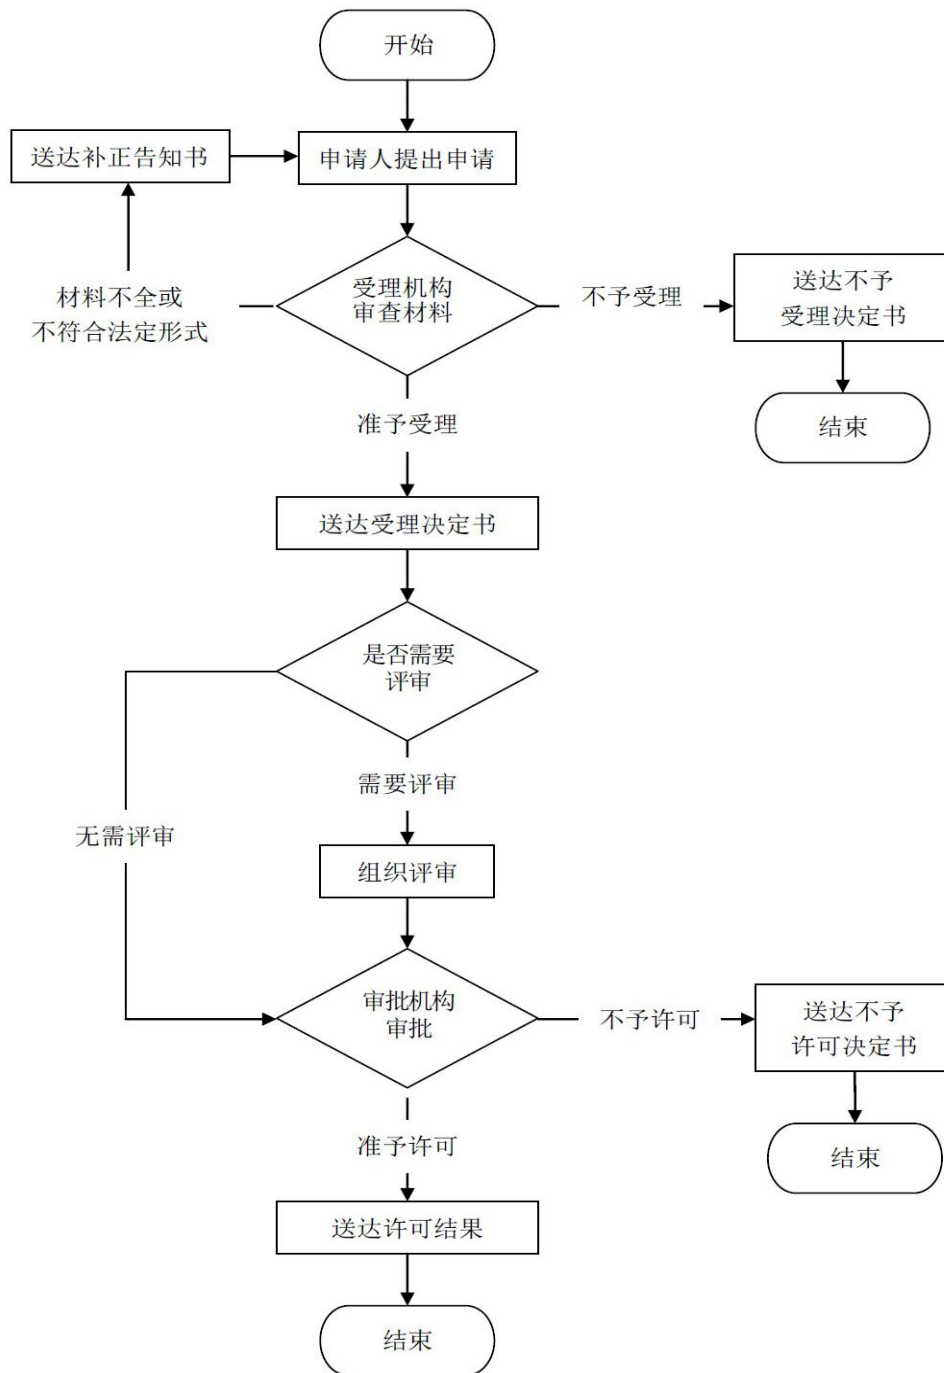 开始
送达补正告知书
申请人提出申请
材料不全或
不符合法定形式
受理机构
审查材料
不予受理
送达不予
受理决定书
结束
准予受理
送达受理决定书
是否需要
评审
需要评审
无需评审
组织评审
审批机构
审批
不予许可
送达不予
许可决定书
结束
准予许可
送达许可结果
结束